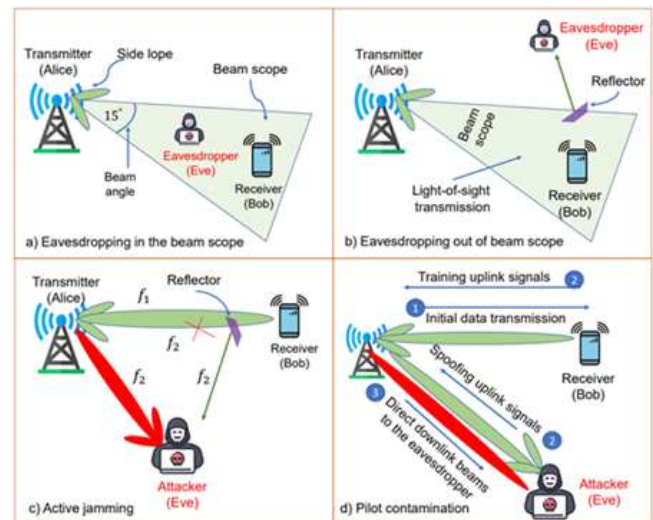 Transmitter
(Alice)
Side lope
Beam scope
15°
Eavesdropper
(Eve)
Beam
angle
Receiver
(Bob)
a) Eavesdropping in the beam scope
Eavesdropper
(Eve)
Transmitter
(Alice)
Reflector
Beam
scope
Light-of-sight
transmission
Receiver
(Bob)
b) Eavesdropping out of beam scope
Transmitter
(Alice)
Reflector
f₁
f₂
f₂
f₂
Receiver
(Bob)
Attacker
(Eve)
c) Active jamming
Training uplink signals
2
1
Initial data transmission
Receiver
(Bob)
Spoofing uplink signals
2
3
Direct downlink beams
to the eavesdropper
Attacker
(Eve)
d) Pilot contamination